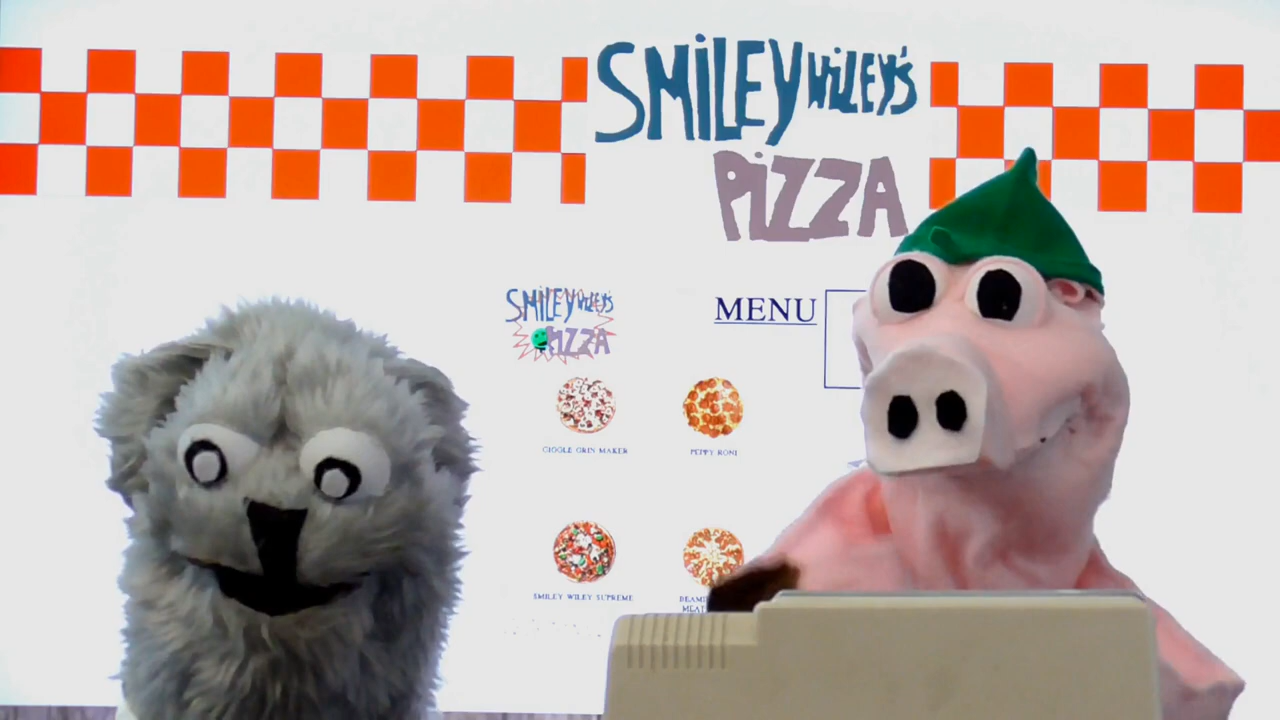 SMiLEY WiLEY'S
PiZZA
SMiLEY WiLEY'S
PiZZA
MENU
GIGGLE GRIN MAKER
PEPPY RONI
SMILEY WILEY SUPREME